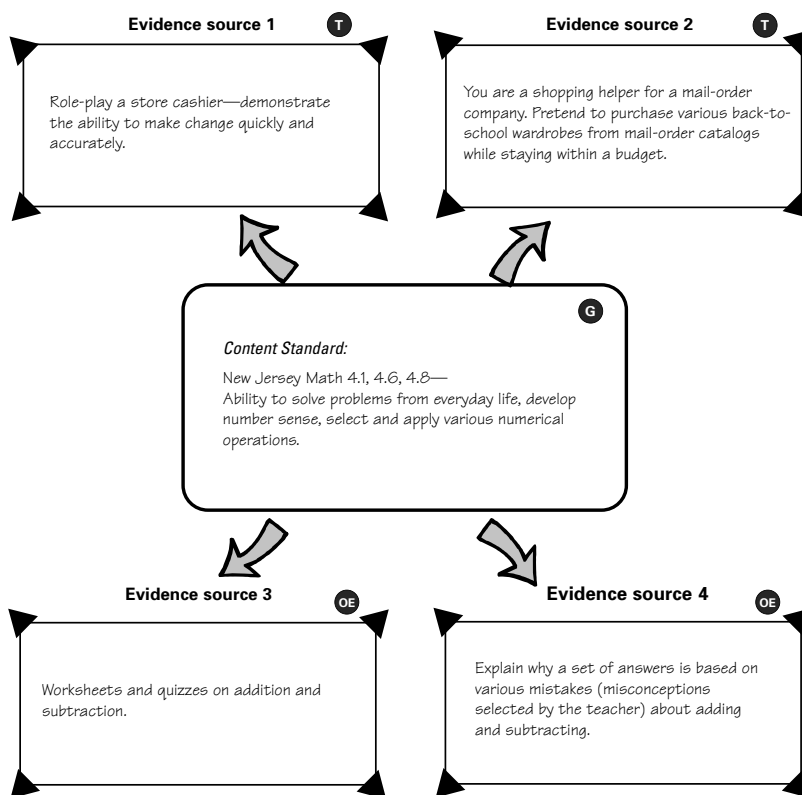 Evidence source 1
T
Role-play a store cashier—demonstrate
the ability to make change quickly and
accurately.
Evidence source 2
T
You are a shopping helper for a mail-order
company. Pretend to purchase various back-to-
school wardrobes from mail-order catalogs
while staying within a budget.
G
Content Standard:
New Jersey Math 4.1, 4.6, 4.8—
Ability to solve problems from everyday life, develop
number sense, select and apply various numerical
operations.
Evidence source 3
OE
Worksheets and quizzes on addition and
subtraction.
Evidence source 4
OE
Explain why a set of answers is based on
various mistakes (misconceptions
selected by the teacher) about adding
and subtracting.